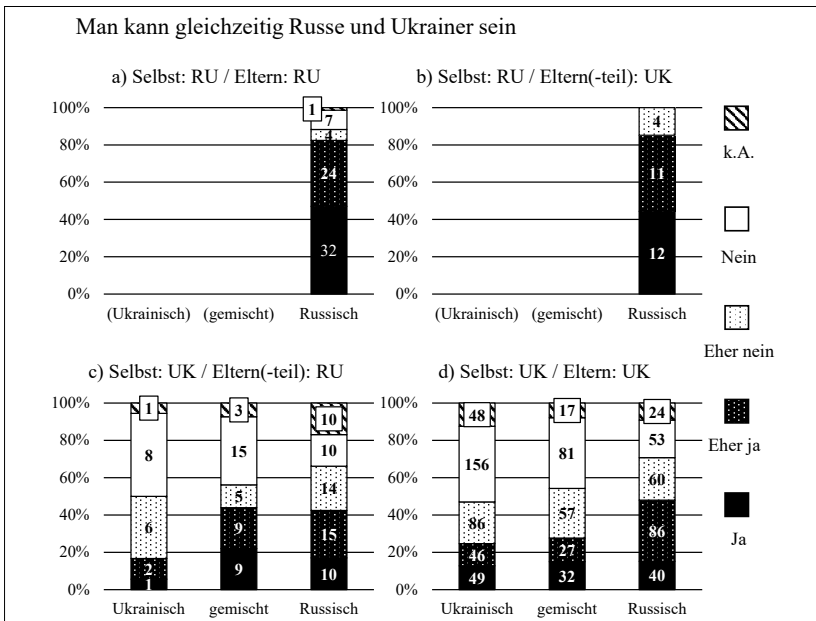 Man kann gleichzeitig Russe und Ukrainer sein
a) Selbst: RU / Eltern: RU
100%
80%
60%
40%
20%
0%
1
7
4
24
32
(Ukrainisch) (gemischt) Russisch
b) Selbst: RU / Eltern(-teil): UK
100%
80%
60%
40%
20%
0%
4
11
12
(Ukrainisch) (gemischt) Russisch
c) Selbst: UK / Eltern(-teil): RU
100%
80%
60%
40%
20%
0%
1 3 10
8 15 10
6 5 14
2 9 15
1 9 10
Ukrainisch gemischt Russisch
d) Selbst: UK / Eltern: UK
100%
80%
60%
40%
20%
0%
48 17 24
156 81 53
86 57 60
46 27 86
49 32 40
Ukrainisch gemischt Russisch
k.A.
Nein
Eher nein
Eher ja
Ja